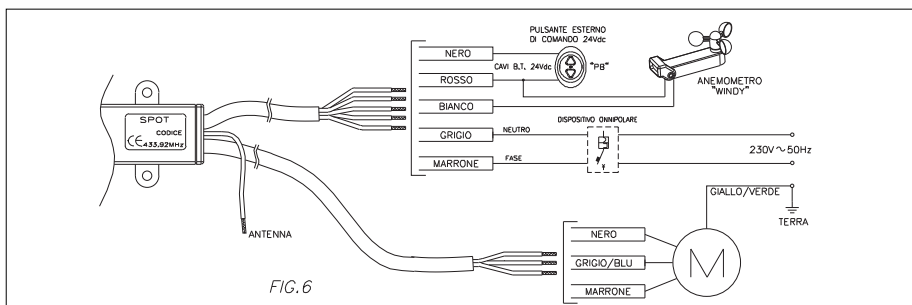 PULSANTE ESTERNO
DI COMANDO 24Vdc
NERO
CAVI B.T. 24Vdc
"PB"
ROSSO
ANEMOMETRO
"WINDY"
BIANCO
SPOT
CODICE
CE 433,92MHz
DISPOSITIVO ONNIPOLARE
GRIGIO
NEUTRO
230V ~ 50Hz
MARRONE
FASE
GIALLO/VERDE
TERRA
ANTENNA
NERO
GRIGIO/BLU
M
MARRONE
FIG.6